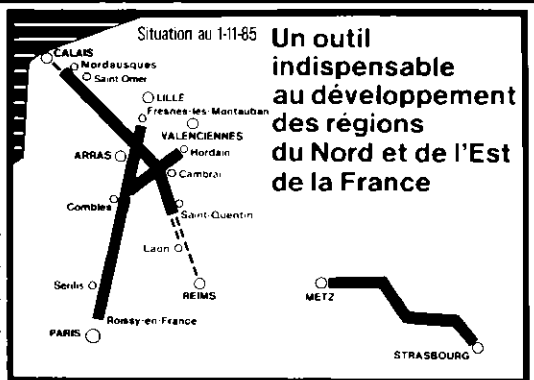 Situation au 1-11-85
Un outil
indispensable
au développement
des régions
du Nord et de l'Est
de la France
CALAIS
Nordausques
Saint Omer
LILLE
Fresnes-les-Montauban
VALENCIENNES
ARRAS
Hordain
Cambrai
Combles
Saint-Quentin
Laon
Senlis
REIMS
METZ
Roissy-en-France
PARIS
STRASBOURG